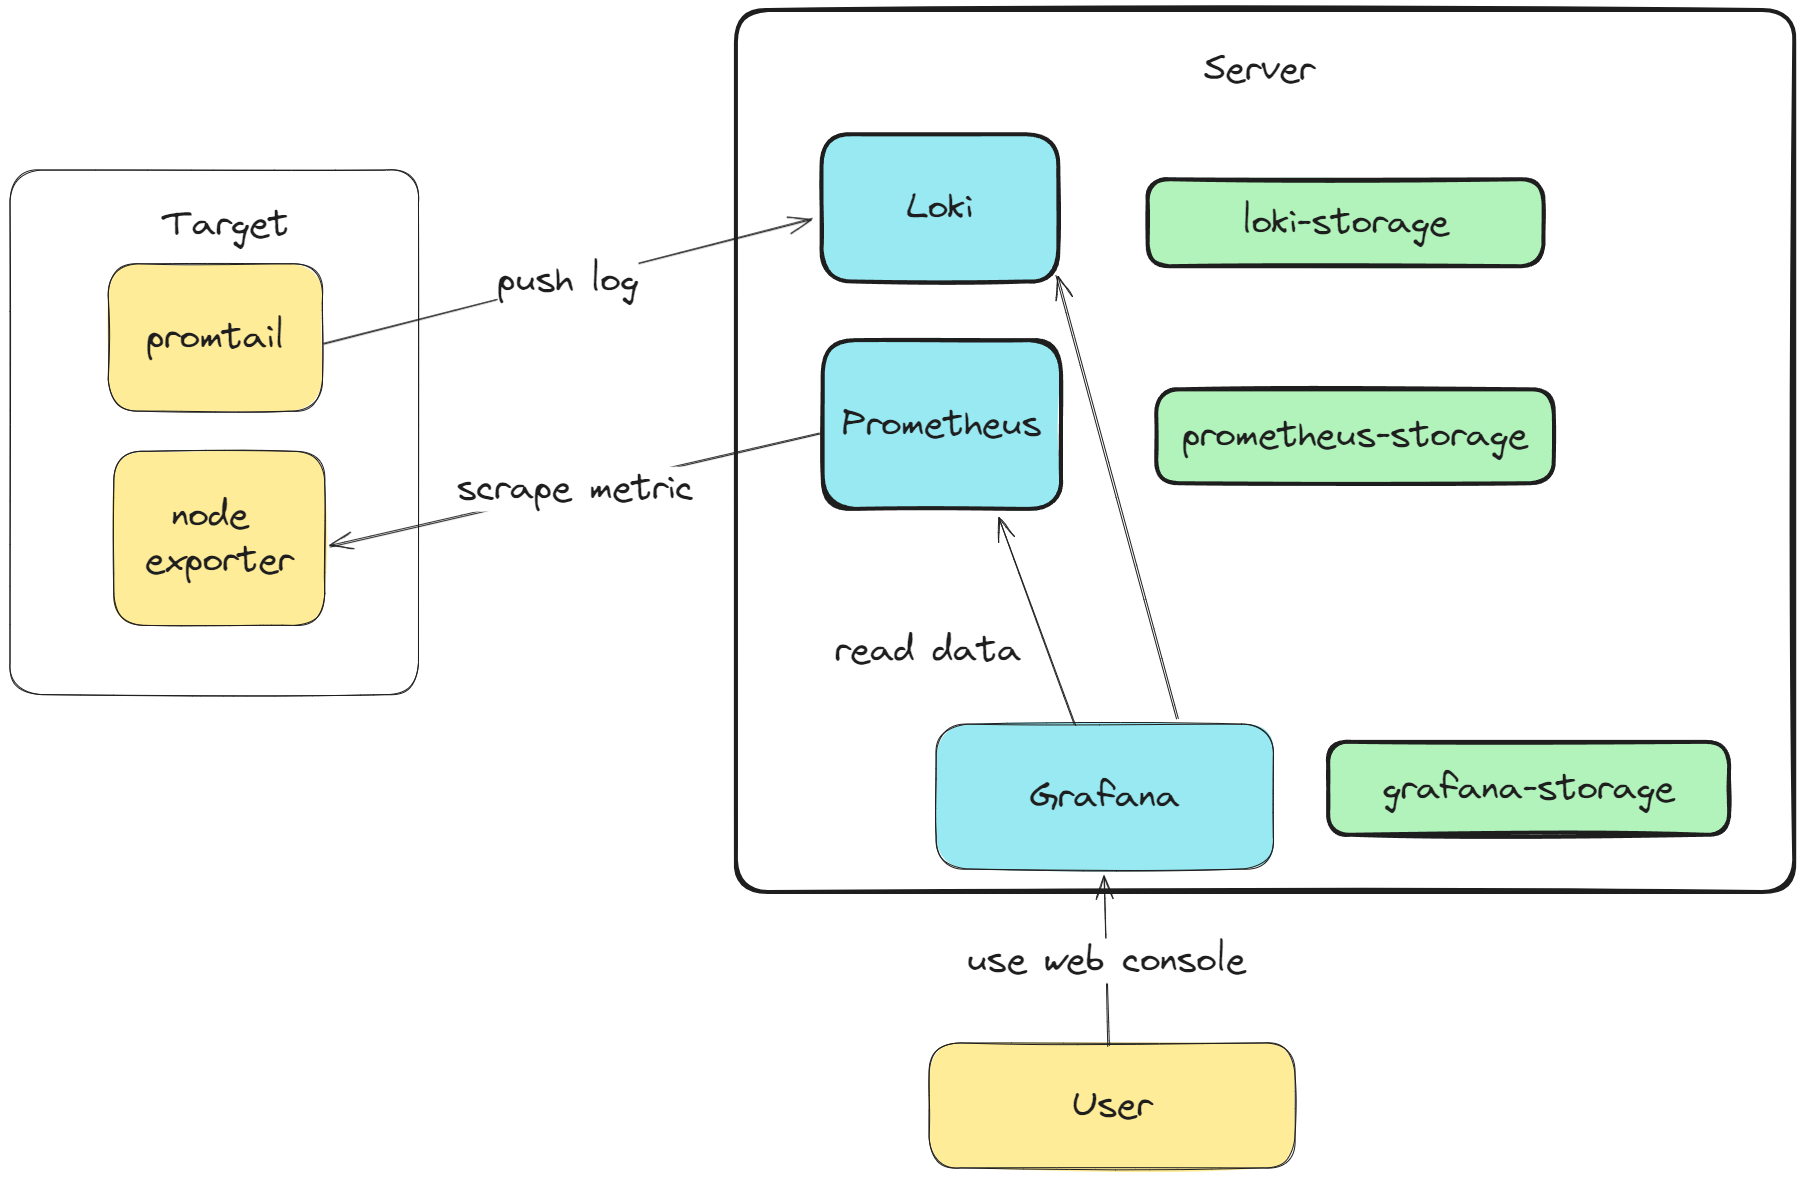 Server
Loki
loki-storage
Target
push log
promtail
Prometheus
prometheus-storage
scrape metric
node
exporter
read data
Grafana
grafana-storage
use web console
User